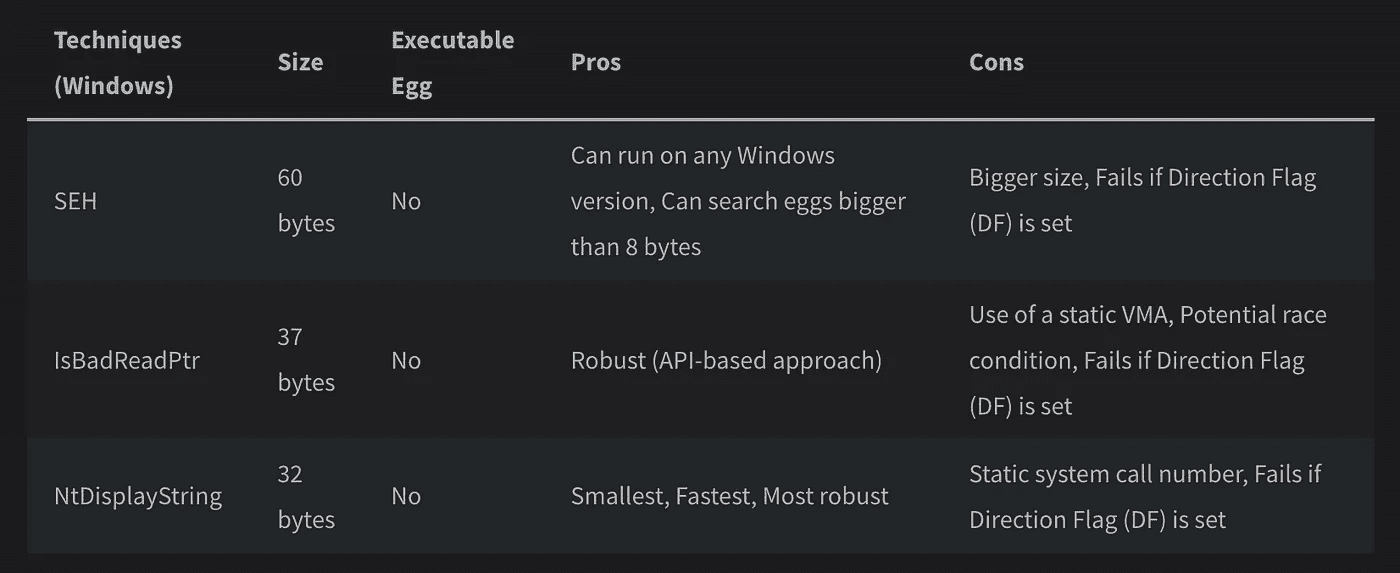 Techniques
(Windows)
Size
Executable
Egg
Pros
Cons
SEH
60
bytes
No
Can run on any Windows
version, Can search eggs bigger
than 8 bytes
Bigger size, Fails if Direction Flag
(DF) is set
IsBadReadPtr
37
bytes
No
Robust (API-based approach)
Use of a static VMA, Potential race
condition, Fails if Direction Flag
(DF) is set
NtDisplayString
32
bytes
No
Smallest, Fastest, Most robust
Static system call number, Fails if
Direction Flag (DF) is set